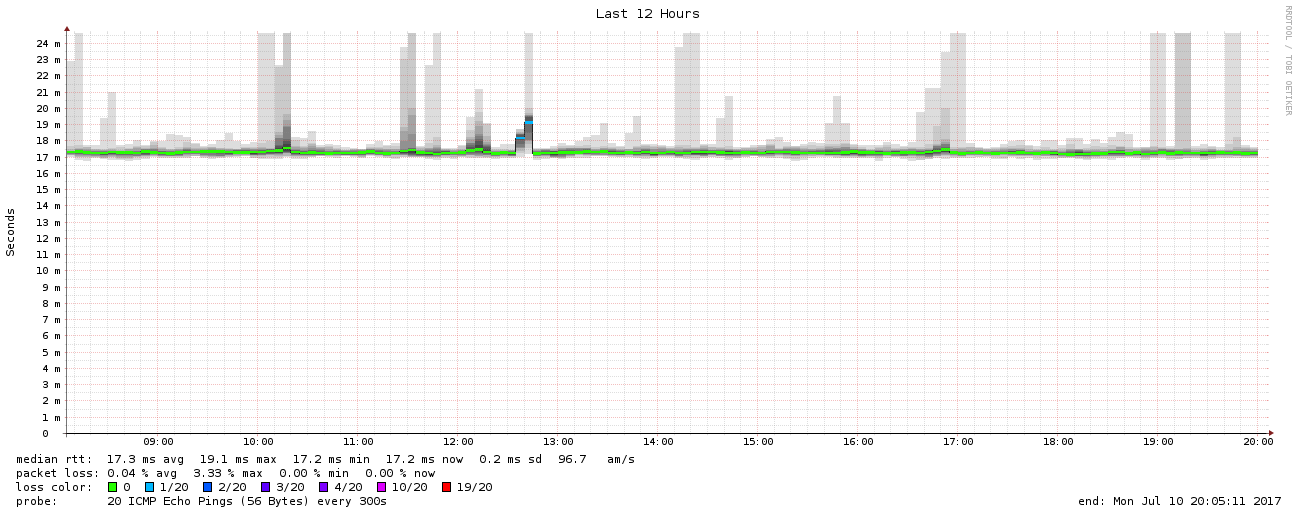 Last 12 Hours
RRDTOOL / TOBI OETIKER
Seconds
24 m
23 m
22 m
21 m
20 m
19 m
18 m
17 m
16 m
15 m
14 m
13 m
12 m
11 m
10 m
9 m
8 m
7 m
6 m
5 m
4 m
3 m
2 m
1 m
0
09:00 10:00 11:00 12:00 13:00 14:00 15:00 16:00 17:00 18:00 19:00 20:00
median rtt: 17.3 ms avg 19.1 ms max 17.2 ms min 17.2 ms now 0.2 ms sd 96.7 am/s
packet loss: 0.04 % avg 3.33 % max 0.00 % min 0.00 % now
loss color: 0 1/20 2/20 3/20 4/20 10/20 19/20
probe: 20 ICMP Echo Pings (56 Bytes) every 300s
end: Mon Jul 10 20:05:11 2017